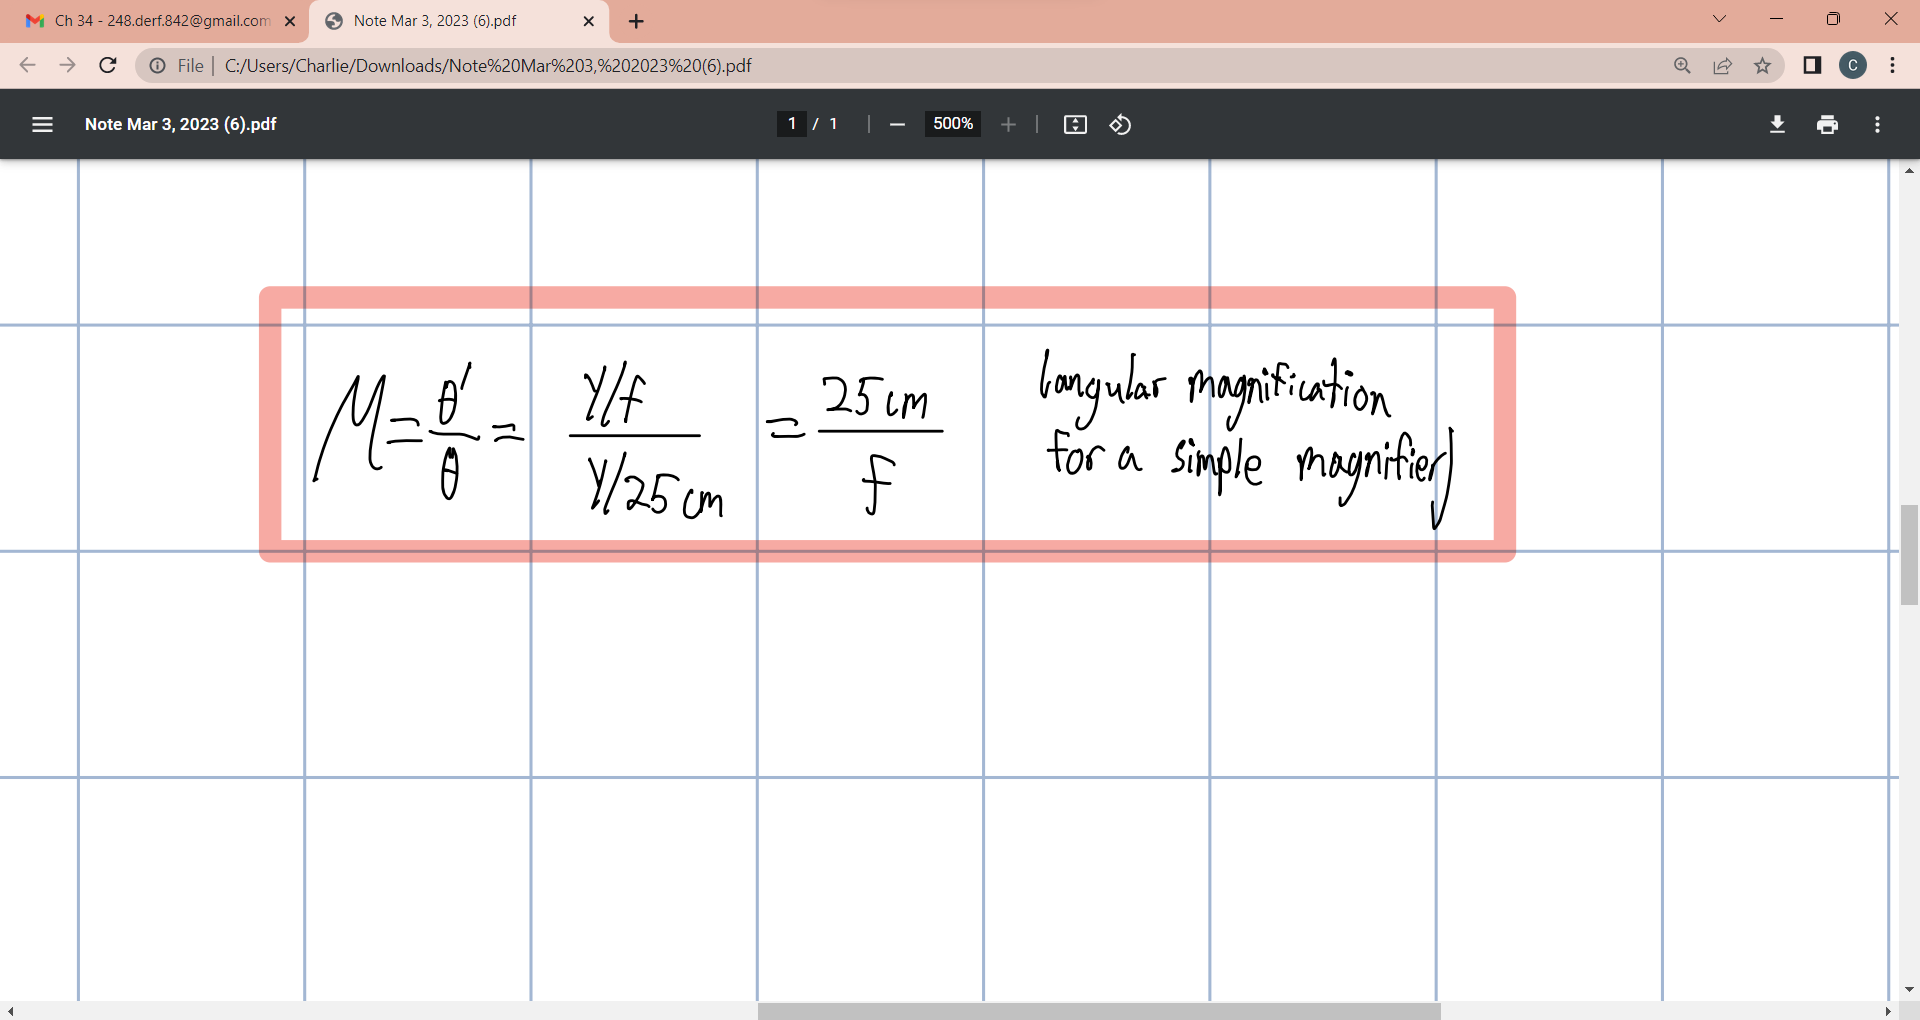 Ch 34 - 248.derf.842@gmail.com
Note Mar 3, 2023 (6).pdf
File | C:/Users/Charlie/Downloads/Note%20Mar%203,%202023%20(6).pdf
C
Note Mar 3, 2023 (6).pdf
1 / 1
500%
M = θ'/θ = (Y/f)/(Y/25 cm) = 25 cm/f
(angular magnification
for a simple magnifier)